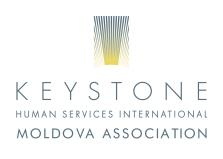 KEYSTONE
HUMAN SERVICES INTERNATIONAL
MOLDOVA ASSOCIATION